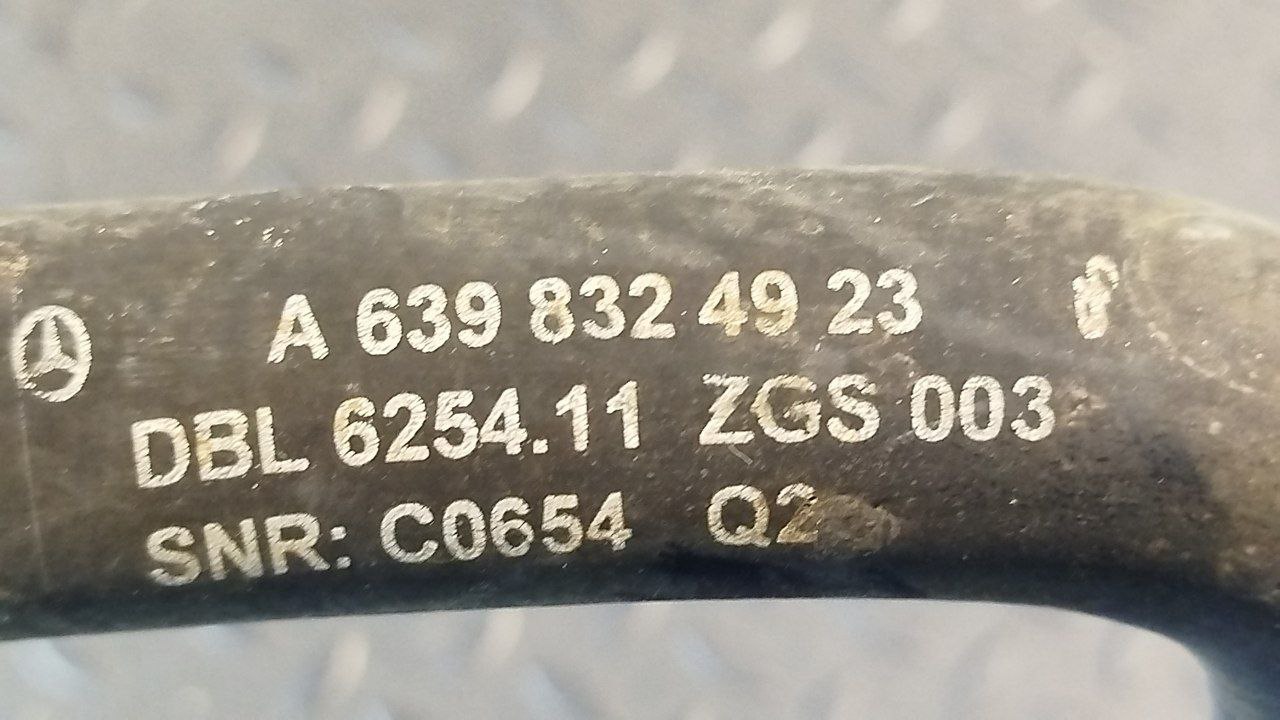 A 639 832 49 23
DBL 6254.11 ZGS 003
SNR: C0654 Q2